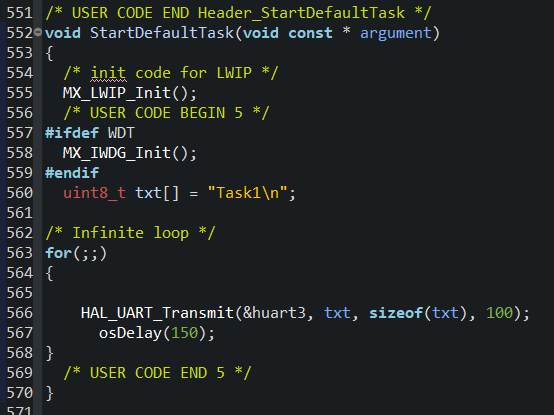 551 /* USER CODE END Header_StartDefaultTask */
552 void StartDefaultTask(void const * argument)
553 {
554   /* init code for LWIP */
555   MX_LWIP_Init();
556   /* USER CODE BEGIN 5 */
557 #ifdef WDT
558   MX_IWDG_Init();
559 #endif
560   uint8_t txt[] = "Task1\n";
561
562 /* Infinite loop */
563 for(;;)
564 {
565
566    HAL_UART_Transmit(&huart3, txt, sizeof(txt), 100);
567      osDelay(150);
568 }
569   /* USER CODE END 5 */
570 }
571